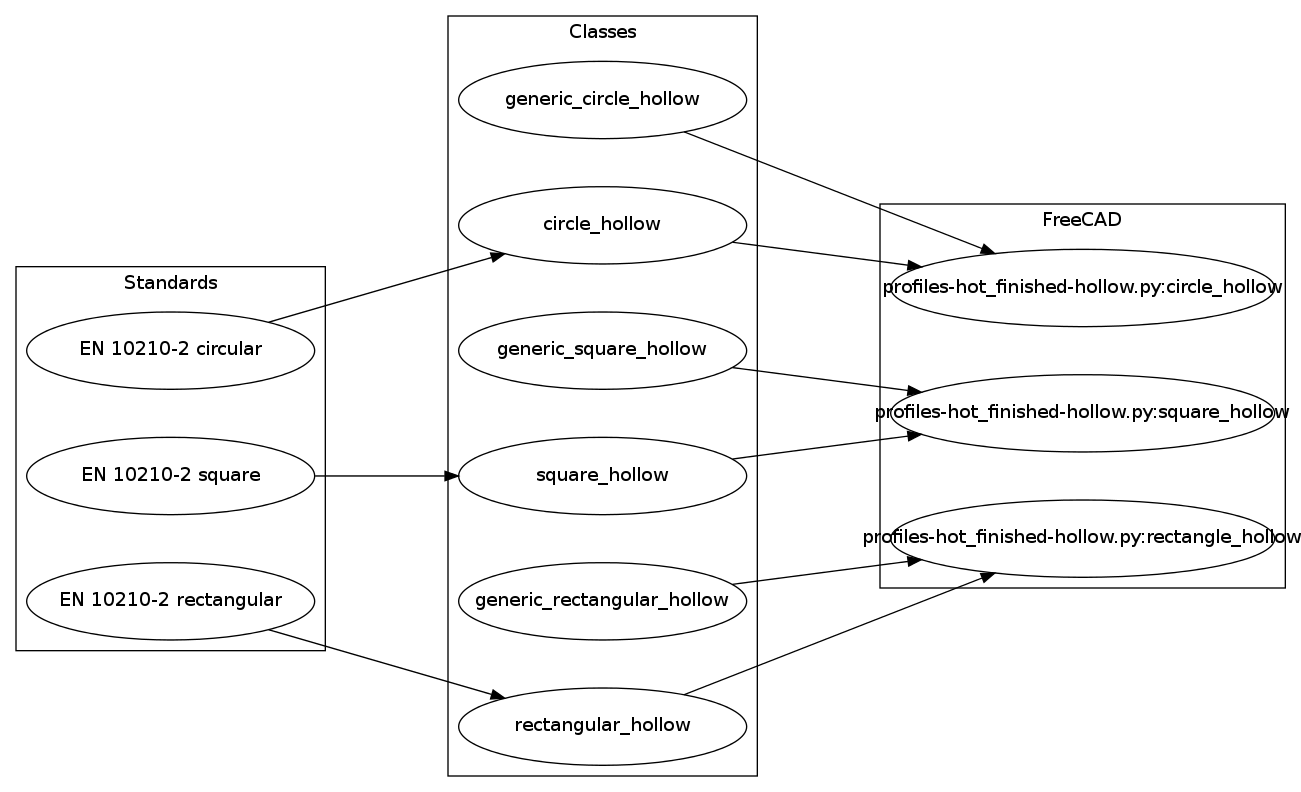 Standards
EN 10210-2 circular
EN 10210-2 square
EN 10210-2 rectangular
Classes
generic_circle_hollow
circle_hollow
generic_square_hollow
square_hollow
generic_rectangular_hollow
rectangular_hollow
FreeCAD
profiles-hot_finished-hollow.py:circle_hollow
profiles-hot_finished-hollow.py:square_hollow
profiles-hot_finished-hollow.py:rectangle_hollow